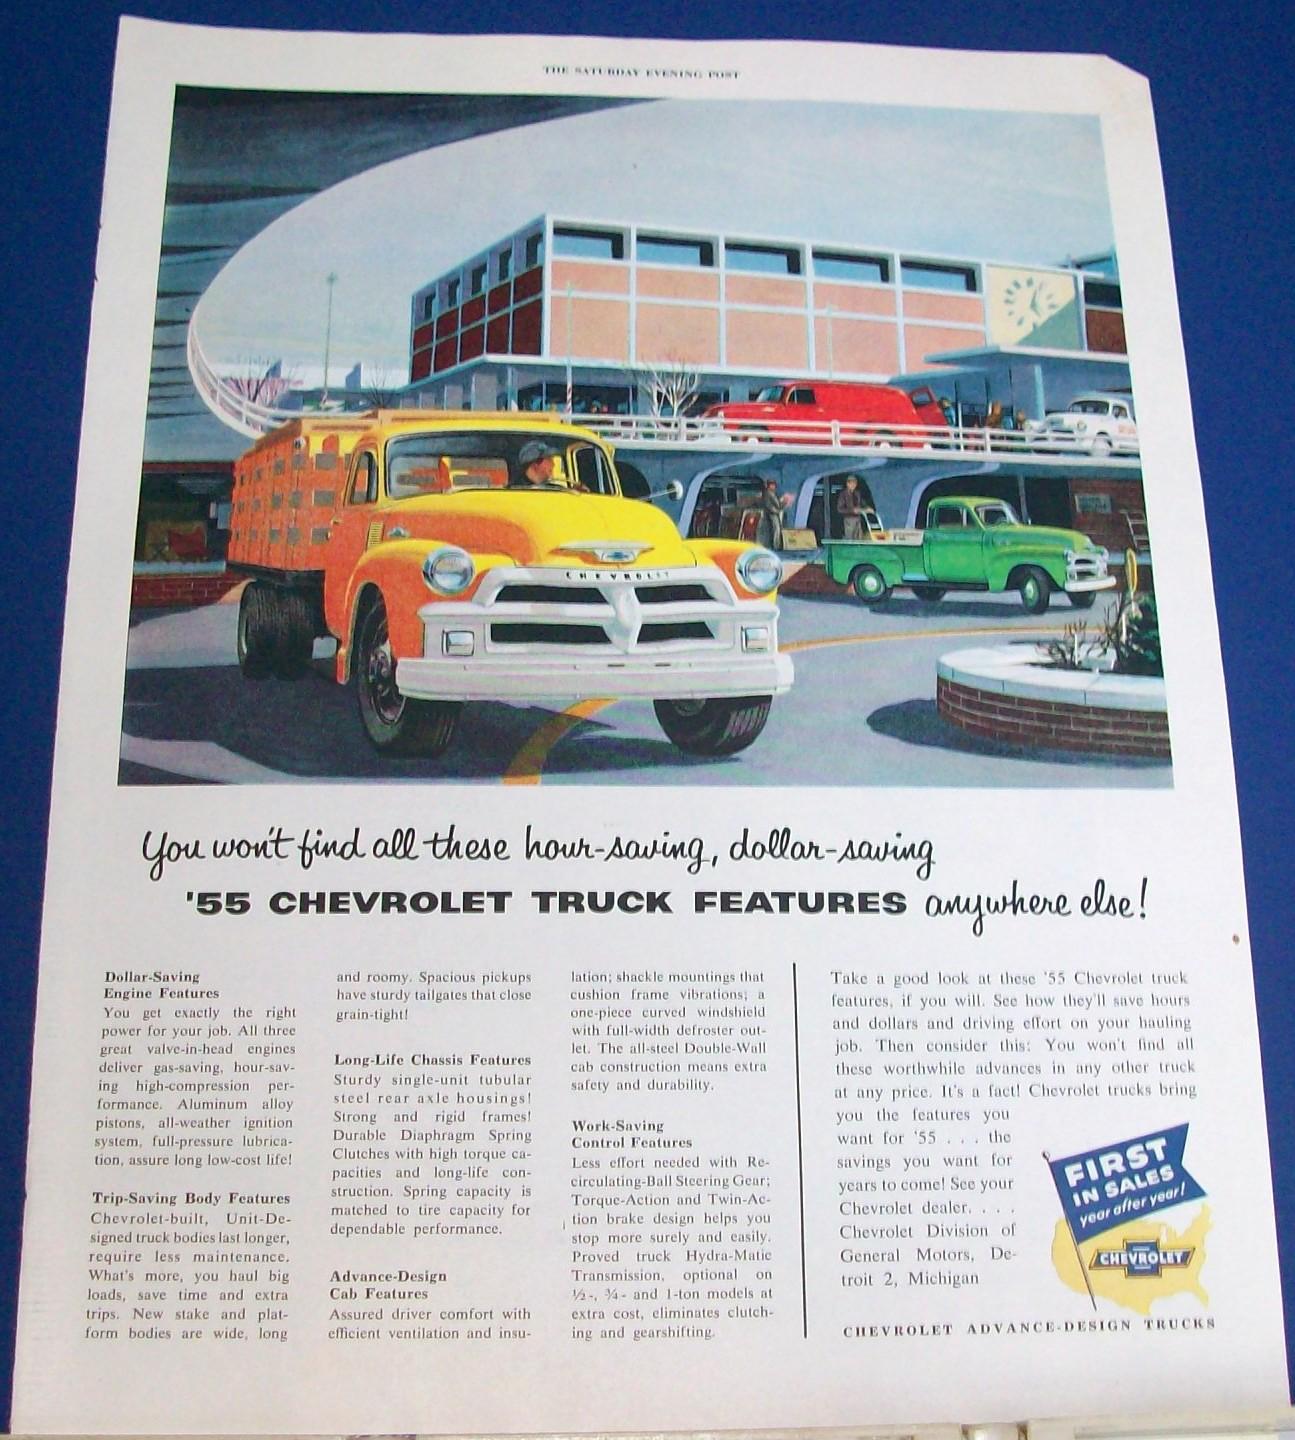 THE SATURDAY EVENING POST
CHEVROLET
You won't find all these hour-saving, dollar-saving
'55 CHEVROLET TRUCK FEATURES anywhere else!
Dollar-Saving
Engine Features
You get exactly the right
power for your job. All three
great valve-in-head engines
deliver gas-saving, hour-sav-
ing high-compression per-
formance. Aluminum alloy
pistons, all-weather ignition
system, full-pressure lubrica-
tion, assure long low-cost life!
Trip-Saving Body Features
Chevrolet-built, Unit-De-
signed truck bodies last longer,
require less maintenance.
What's more, you haul big
loads, save time and extra
trips. New stake and plat-
form bodies are wide, long
and roomy. Spacious pickups
have sturdy tailgates that close
grain-tight!
Long-Life Chassis Features
Sturdy single-unit tubular
steel rear axle housings!
Strong and rigid frames!
Durable Diaphragm Spring
Clutches with high torque ca-
pacities and long-life con-
struction. Spring capacity is
matched to tire capacity for
dependable performance.
Advance-Design
Cab Features
Assured driver comfort with
efficient ventilation and insu-
lation; shackle mountings that
cushion frame vibrations; a
one-piece curved windshield
with full-width defroster out-
let. The all-steel Double-Wall
cab construction means extra
safety and durability.
Work-Saving
Control Features
Less effort needed with Re-
circulating-Ball Steering Gear;
Torque-Action and Twin-Ac-
tion brake design helps you
stop more surely and easily.
Proved truck Hydra-Matic
Transmission, optional on
½-, ¾- and 1-ton models at
extra cost, eliminates clutch-
ing and gearshifting.
Take a good look at these '55 Chevrolet truck
features, if you will. See how they'll save hours
and dollars and driving effort on your hauling
job. Then consider this: You won't find all
these worthwhile advances in any other truck
at any price. It's a fact! Chevrolet trucks bring
you the features you
want for '55 . . . the
savings you want for
years to come! See your
Chevrolet dealer. . . .
Chevrolet Division of
General Motors, De-
troit 2, Michigan
FIRST
IN SALES
year after year!
CHEVROLET
CHEVROLET ADVANCE-DESIGN TRUCKS